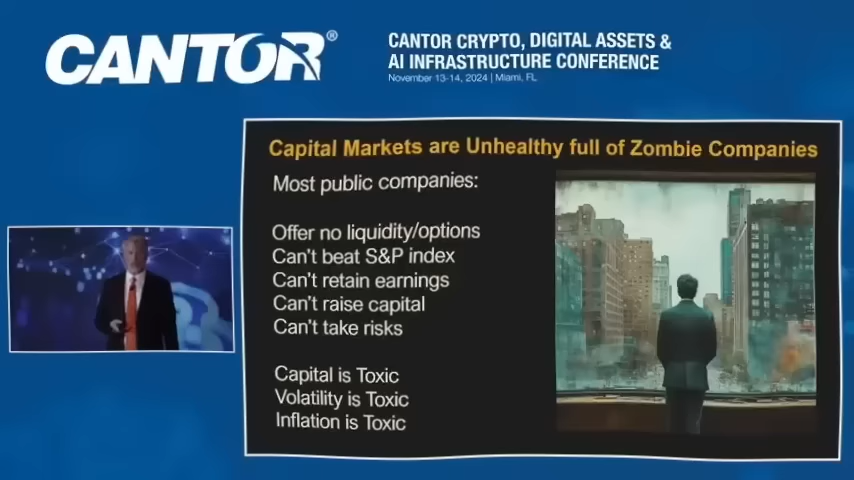 CANTOR®
CANTOR CRYPTO, DIGITAL ASSETS &
AI INFRASTRUCTURE CONFERENCE
November 13-14, 2024 | Miami, FL
Capital Markets are Unhealthy full of Zombie Companies
Most public companies:
Offer no liquidity/options
Can't beat S&P index
Can't retain earnings
Can't raise capital
Can't take risks
Capital is Toxic
Volatility is Toxic
Inflation is Toxic